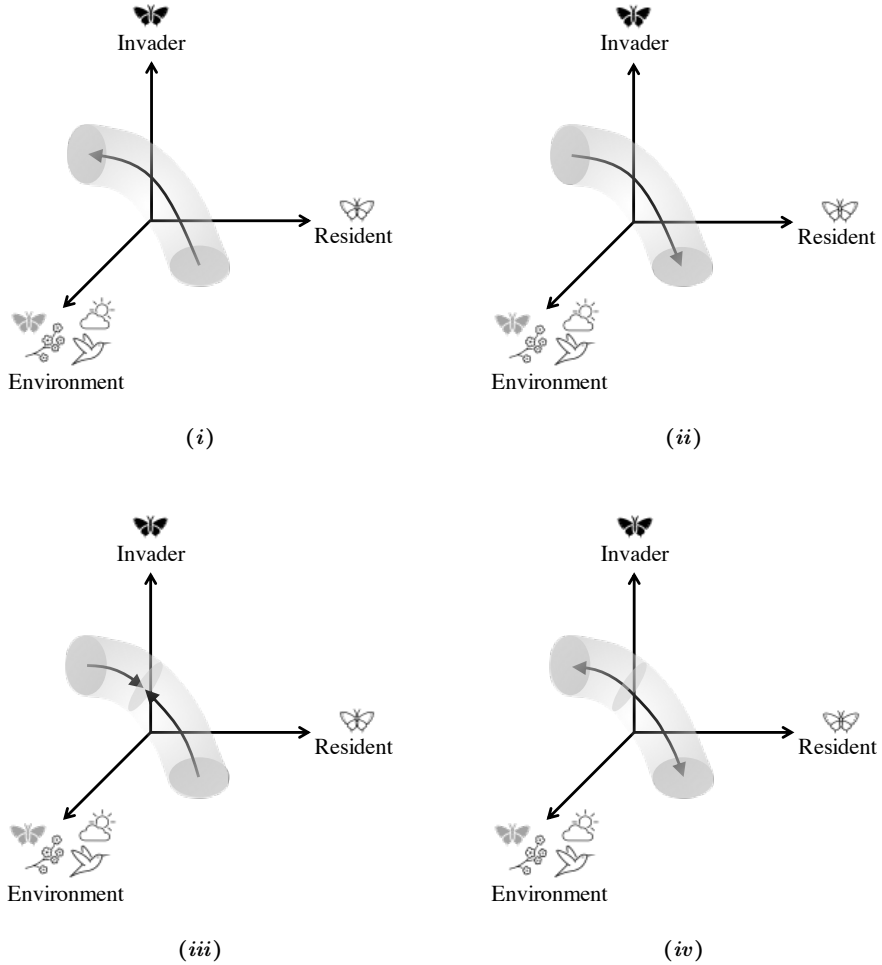 Invader
Resident
Environment
(i)
Invader
Resident
Environment
(ii)
Invader
Resident
Environment
(iii)
Invader
Resident
Environment
(iv)